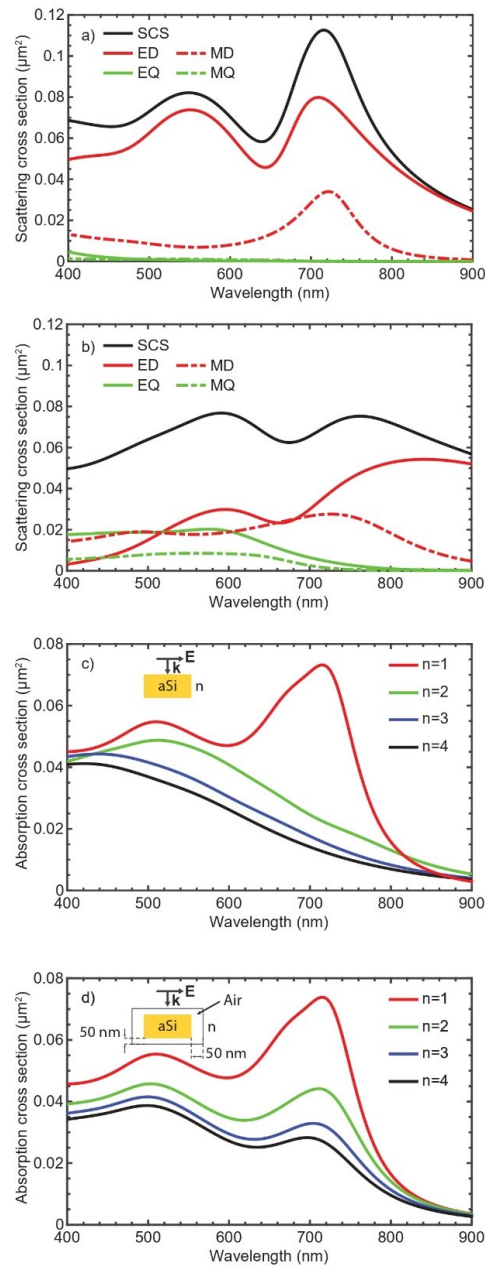 0.12
0.1
0.08
0.06
0.04
0.02
0
Scattering cross section (μm²)
a)
SCS
ED
MD
EQ
MQ
400 500 600 700 800 900
Wavelength (nm)
0.12
0.1
0.08
0.06
0.04
0.02
0
Scattering cross section (μm²)
b)
SCS
ED
MD
EQ
MQ
400 500 600 700 800 900
Wavelength (nm)
0.08
0.06
0.04
0.02
0
Absorption cross section (μm²)
c)
E
k
aSi n
n=1
n=2
n=3
n=4
400 500 600 700 800 900
Wavelength (nm)
0.08
0.06
0.04
0.02
0
Absorption cross section (μm²)
d)
E
k
Air
aSi n
50 nm
50 nm
n=1
n=2
n=3
n=4
400 500 600 700 800 900
Wavelength (nm)